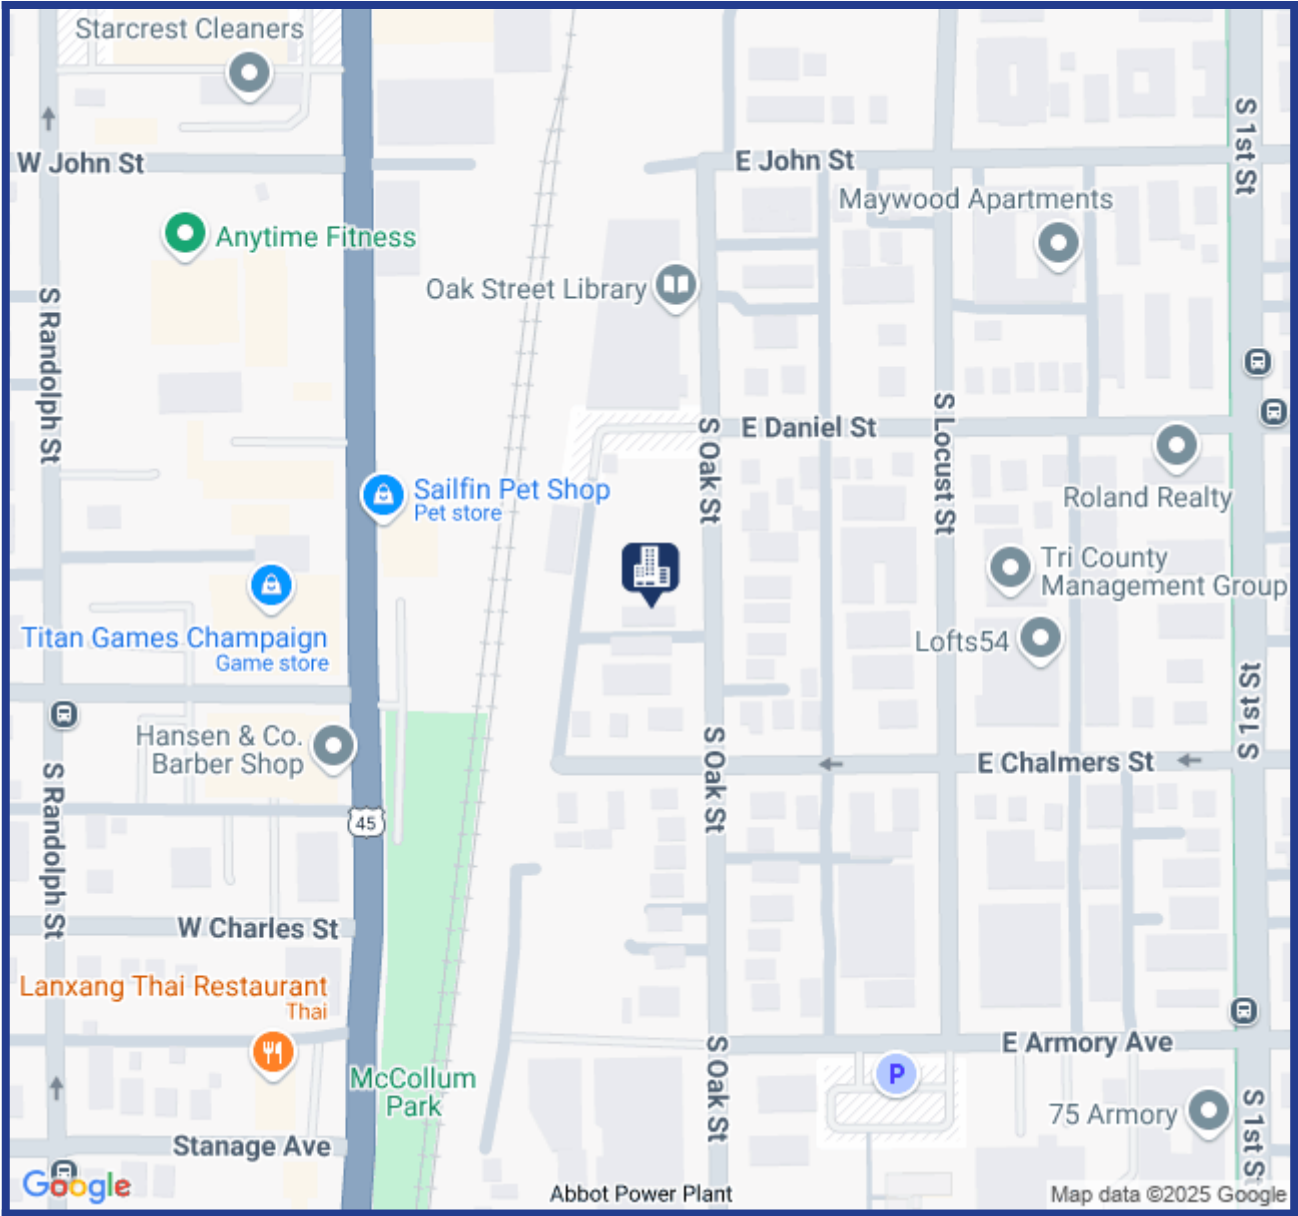 Starcrest Cleaners
S 1st St
W John St
E John St
Maywood Apartments
Anytime Fitness
Oak Street Library
S Randolph St
S Locust St
S Oak St
E Daniel St
Sailfin Pet Shop
Pet store
Roland Realty
Tri County
Management Group
Titan Games Champaign
Game store
Lofts54
S 1st St
Hansen & Co.
Barber Shop
S Oak St
E Chalmers St
S Randolph St
45
W Charles St
Lanxang Thai Restaurant
Thai
E Armory Ave
McCollum
Park
S Oak St
P
75 Armory
S 1st St
Stanage Ave
Google
Abbot Power Plant
Map data ©2025 Google